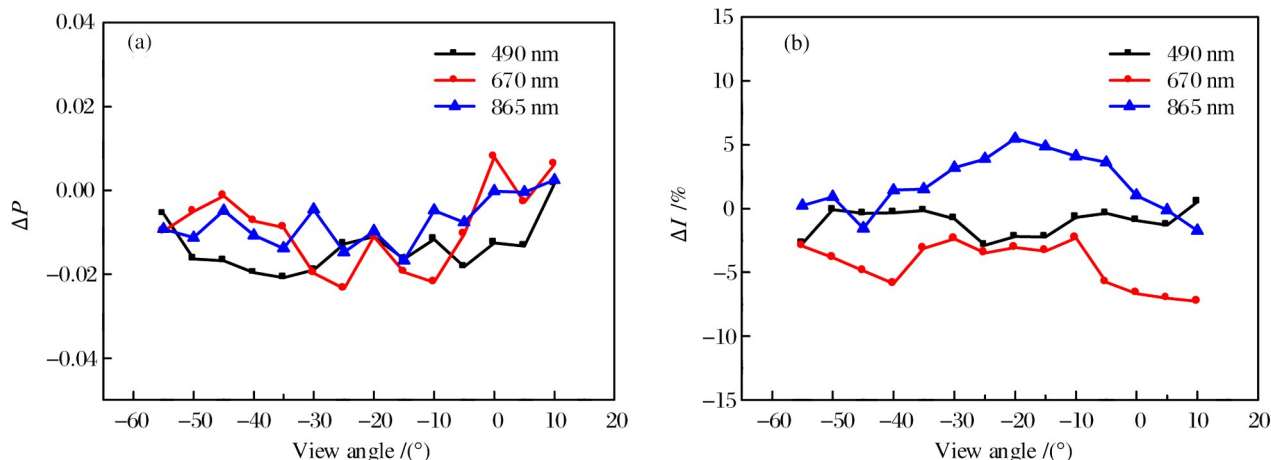 (a)
490 nm
670 nm
865 nm
0.04
0.02
0.00
−0.02
−0.04
ΔP
−60 −50 −40 −30 −20 −10 0 10 20
View angle /(°)
(b)
490 nm
670 nm
865 nm
15
10
5
0
−5
−10
−15
ΔI /%
−60 −50 −40 −30 −20 −10 0 10 20
View angle /(°)